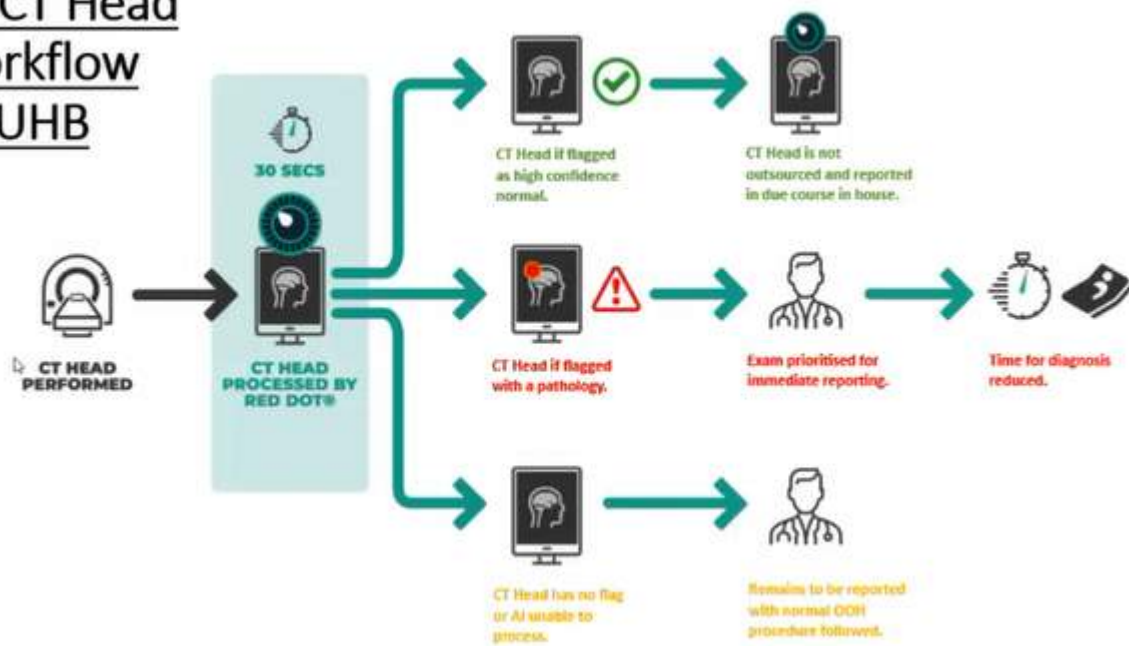 CT Head
orkflow
UHB
30 SECS
CT HEAD
PERFORMED
CT HEAD
PROCESSED BY
RED DOT®
CT Head if flagged
as high confidence
normal.
CT Head is not
outsourced and reported
in due course in house.
CT Head if flagged
with a pathology.
Exam prioritised for
immediate reporting.
Time for diagnosis
reduced.
CT Head has no flag
or AI unable to
process.
Remains to be reported
with normal OOH
procedure followed.